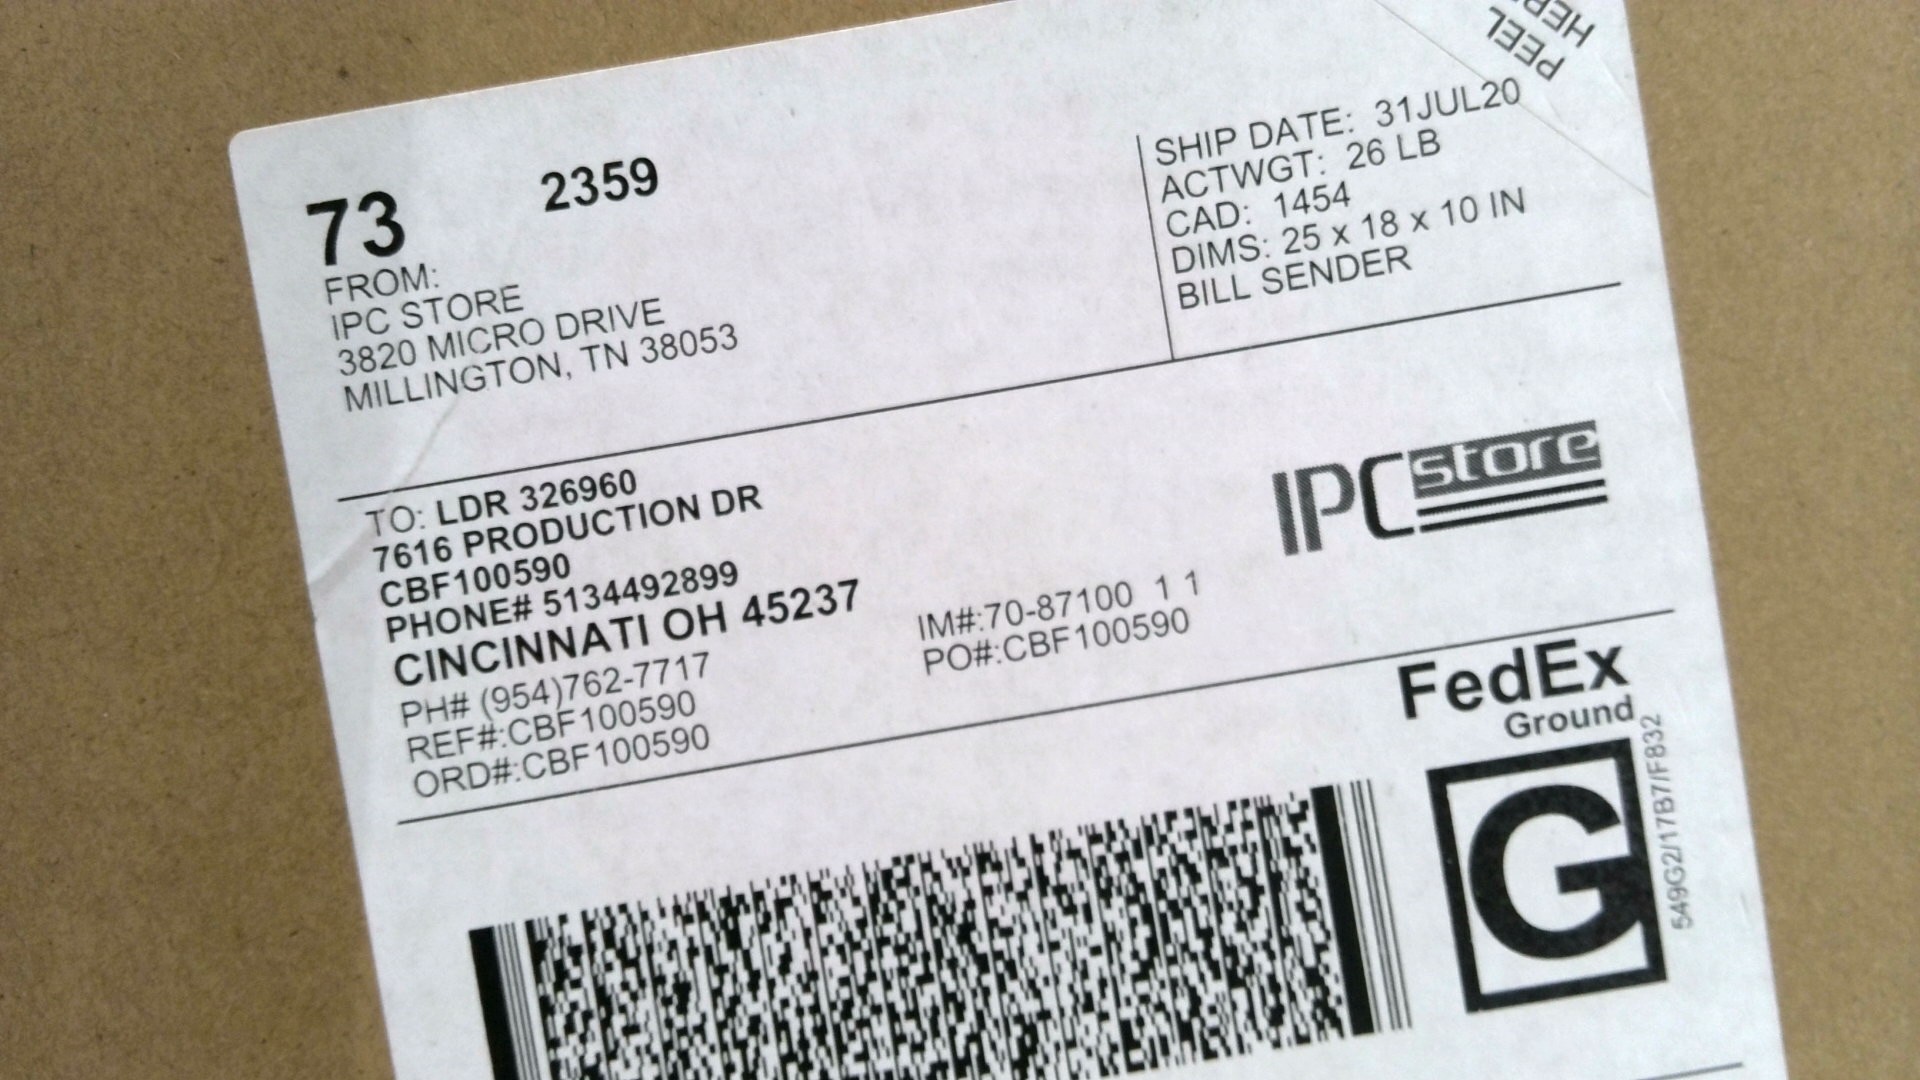 PEEL
HERE
73 2359
FROM:
IPC STORE
3820 MICRO DRIVE
MILLINGTON, TN 38053
SHIP DATE: 31JUL20
ACTWGT: 26 LB
CAD: 1454
DIMS: 25 x 18 x 10 IN
BILL SENDER
TO: LDR 326960
7616 PRODUCTION DR
CBF100590
PHONE# 5134492899
CINCINNATI OH 45237
PH# (954)762-7717
REF#:CBF100590
ORD#:CBF100590
IM#:70-87100 1 1
PO#:CBF100590
IPC store
FedEx
Ground
G
549G2/17B7/F832